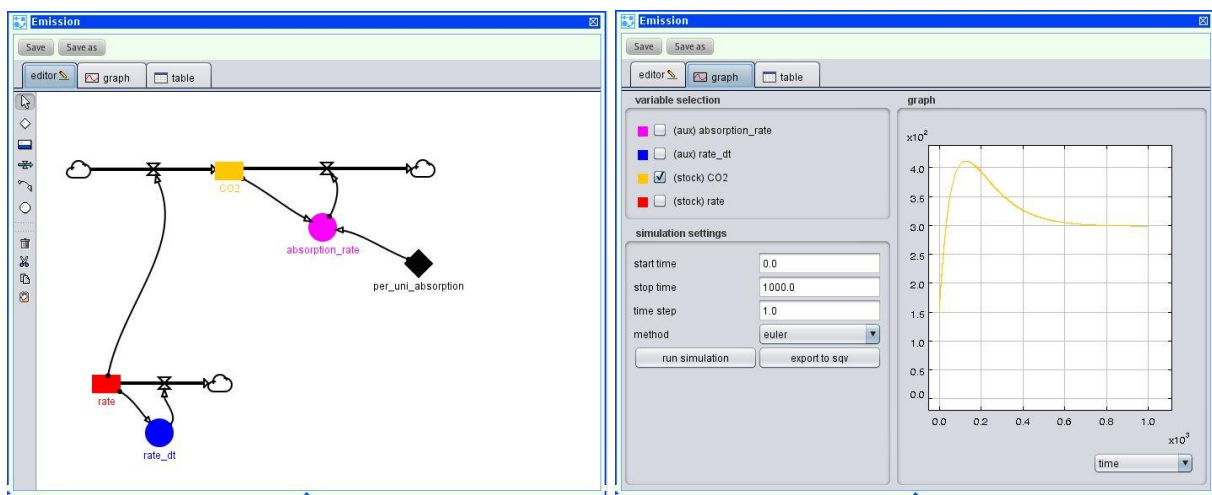 Emission
Save Save as
editor graph table
CO2
absorption_rate
per_uni_absorption
rate
rate_dt
Emission
Save Save as
editor graph table
variable selection
(aux) absorption_rate
(aux) rate_dt
(stock) CO2
(stock) rate
simulation settings
start time 0.0
stop time 1000.0
time step 1.0
method euler
run simulation export to sqv
graph
x10²
4.0
3.5
3.0
2.5
2.0
1.5
1.0
0.5
0.0
0.0 0.2 0.4 0.6 0.8 1.0
x10³
time